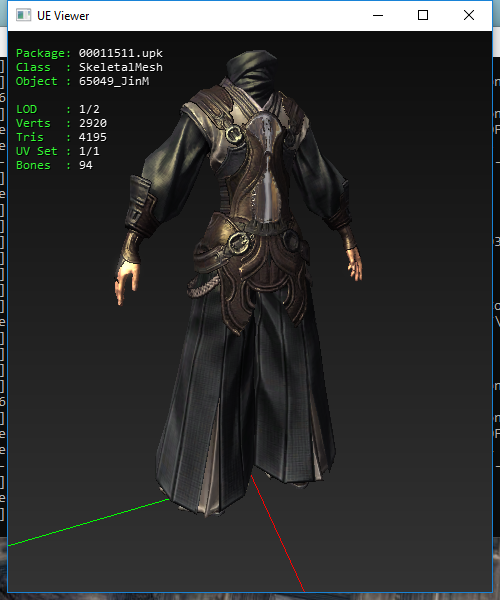 UE Viewer
Package: 00011511.upk
Class : SkeletalMesh
Object : 65049_JinM
LOD : 1/2
Verts : 2920
Tris : 4195
UV Set : 1/1
Bones : 94